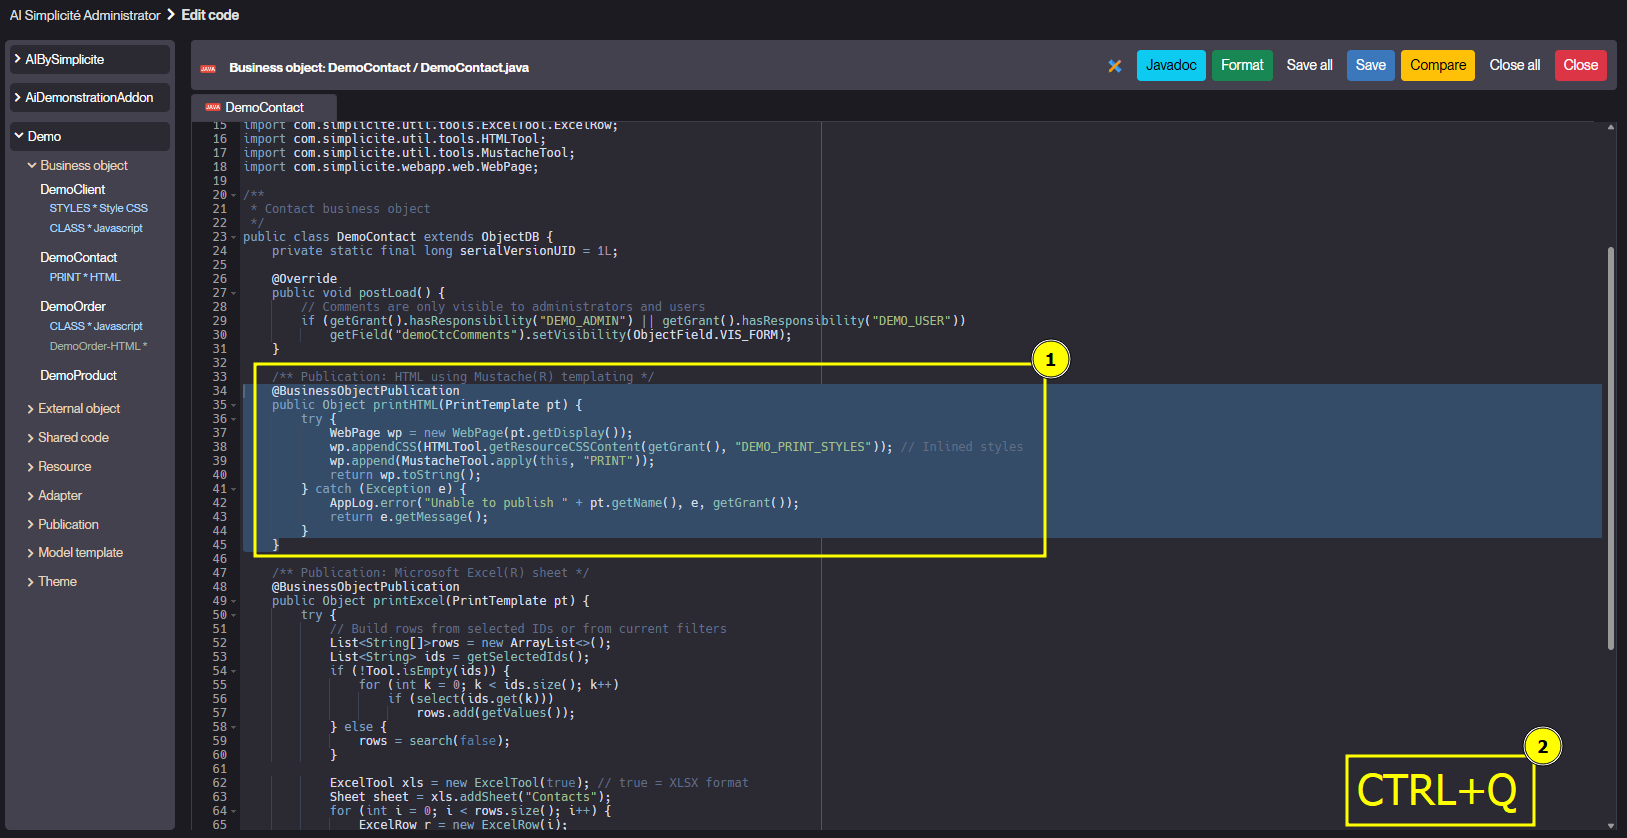 AI Simplicité Administrator > Edit code
AIBySimplicite
AiDemonstrationAddon
Demo
Business object
DemoClient
STYLES * Style CSS
CLASS * Javascript
DemoContact
PRINT * HTML
DemoOrder
CLASS * Javascript
DemoOrder-HTML *
DemoProduct
External object
Shared code
Resource
Adapter
Publication
Model template
Theme
JAVA Business object: DemoContact / DemoContact.java
Javadoc Format Save all Save Compare Close all Close
JAVA DemoContact
15 import com.simplicite.util.tools.ExcelTool.ExcelRow;
16 import com.simplicite.util.tools.HTMLTool;
17 import com.simplicite.util.tools.MustacheTool;
18 import com.simplicite.webapp.web.WebPage;
19
20 /**
21 * Contact business object
22 */
23 public class DemoContact extends ObjectDB {
24 private static final long serialVersionUID = 1L;
25
26 @Override
27 public void postLoad() {
28 // Comments are only visible to administrators and users
29 if (getGrant().hasResponsibility("DEMO_ADMIN") || getGrant().hasResponsibility("DEMO_USER"))
30 getField("demoCtcComments").setVisibility(ObjectField.VIS_FORM);
31 }
32
1
33 /** Publication: HTML using Mustache(R) templating */
34 @BusinessObjectPublication
35 public Object printHTML(PrintTemplate pt) {
36 try {
37 WebPage wp = new WebPage(pt.getDisplay());
38 wp.appendCSS(HTMLTool.getResourceCSSContent(getGrant(), "DEMO_PRINT_STYLES")); // Inlined styles
39 wp.append(MustacheTool.apply(this, "PRINT"));
40 return wp.toString();
41 } catch (Exception e) {
42 AppLog.error("Unable to publish " + pt.getName(), e, getGrant());
43 return e.getMessage();
44 }
45 }
46
47 /** Publication: Microsoft Excel(R) sheet */
48 @BusinessObjectPublication
49 public Object printExcel(PrintTemplate pt) {
50 try {
51 // Build rows from selected IDs or from current filters
52 List<String[]>rows = new ArrayList<>();
53 List<String> ids = getSelectedIds();
54 if (!Tool.isEmpty(ids)) {
55 for (int k = 0; k < ids.size(); k++)
56 if (select(ids.get(k)))
57 rows.add(getValues());
58 } else {
59 rows = search(false);
60 }
61
62 ExcelTool xls = new ExcelTool(true); // true = XLSX format
63 Sheet sheet = xls.addSheet("Contacts");
64 for (int i = 0; i < rows.size(); i++) {
65 ExcelRow r = new ExcelRow(i);
2
CTRL+Q